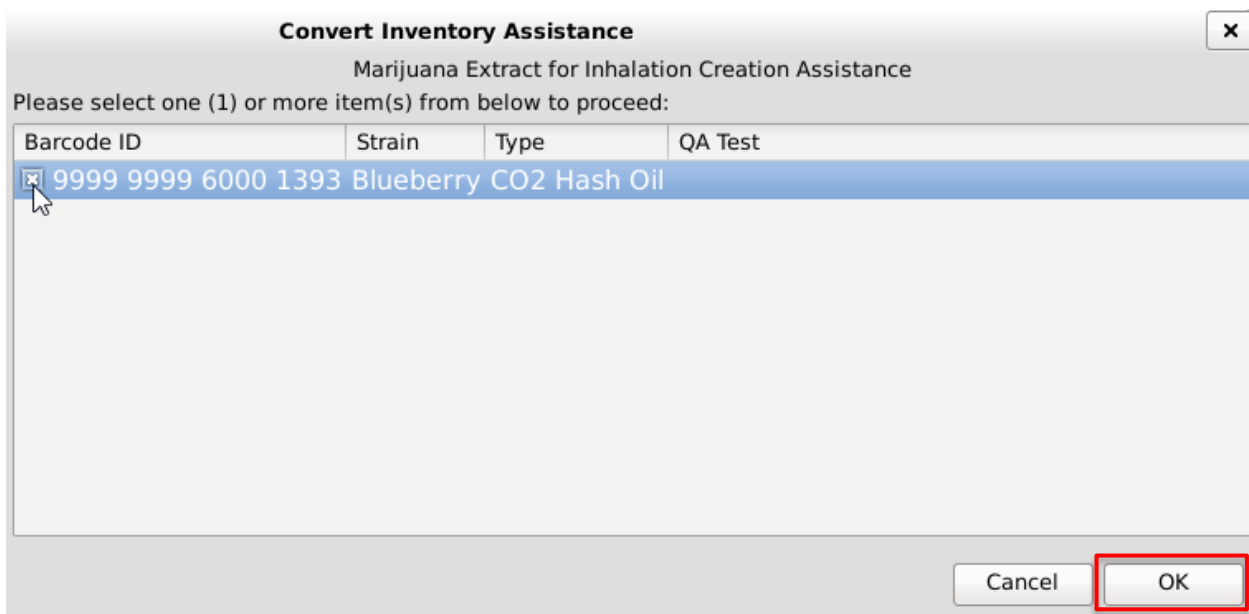 Convert Inventory Assistance
Marijuana Extract for Inhalation Creation Assistance
Please select one (1) or more item(s) from below to proceed:
Barcode ID Strain Type QA Test
9999 9999 6000 1393 Blueberry CO2 Hash Oil
Cancel OK